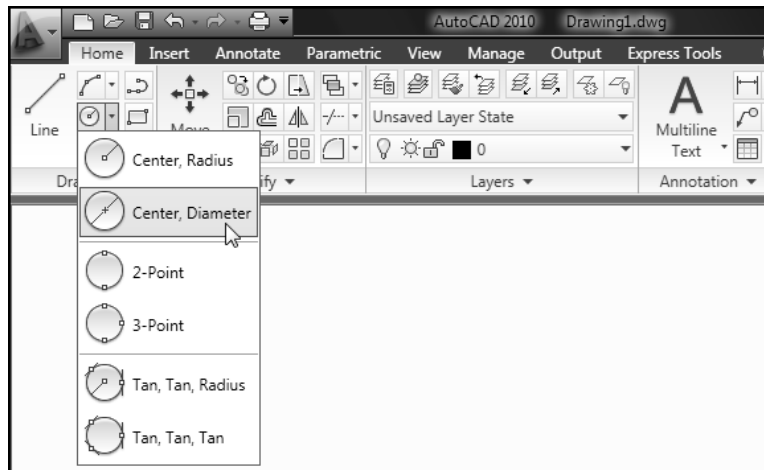 AutoCAD 2010 Drawing1.dwg
Home Insert Annotate Parametric View Manage Output Express Tools
Line
Unsaved Layer State
Multiline
Text
0
Layers
Annotation
Center, Radius
Center, Diameter
2-Point
3-Point
Tan, Tan, Radius
Tan, Tan, Tan